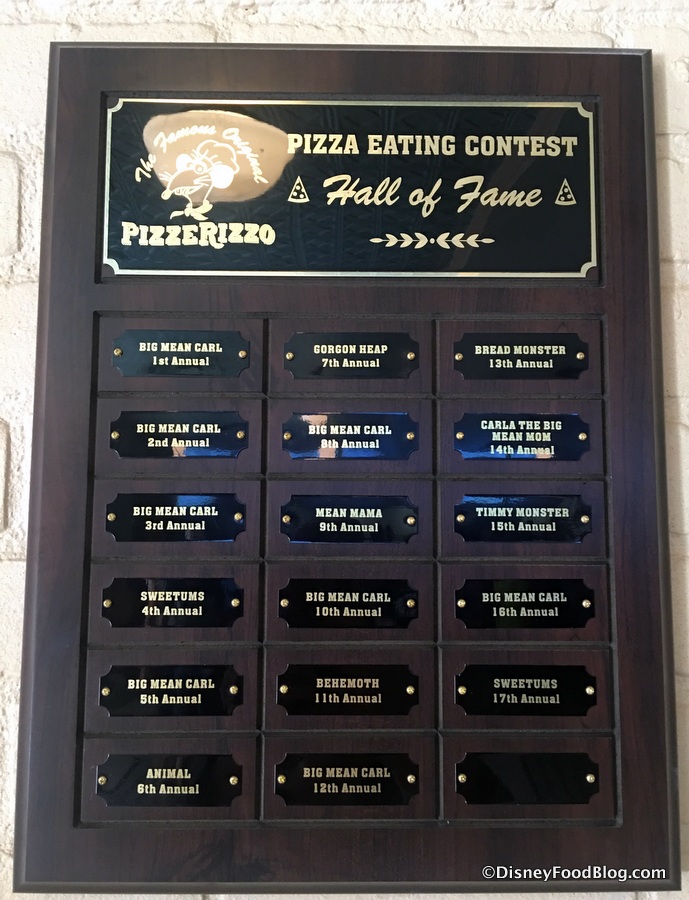 The Famous Original
PIZZERIZZO
PIZZA EATING CONTEST
Hall of Fame
BIG MEAN CARL
1st Annual
BIG MEAN CARL
2nd Annual
BIG MEAN CARL
3rd Annual
SWEETUMS
4th Annual
BIG MEAN CARL
5th Annual
ANIMAL
6th Annual
GORGON HEAP
7th Annual
BIG MEAN CARL
8th Annual
MEAN MAMA
9th Annual
BIG MEAN CARL
10th Annual
BEHEMOTH
11th Annual
BIG MEAN CARL
12th Annual
BREAD MONSTER
13th Annual
CARLA THE BIG
MEAN MOM
14th Annual
TIMMY MONSTER
15th Annual
BIG MEAN CARL
16th Annual
SWEETUMS
17th Annual
©DisneyFoodBlog.com